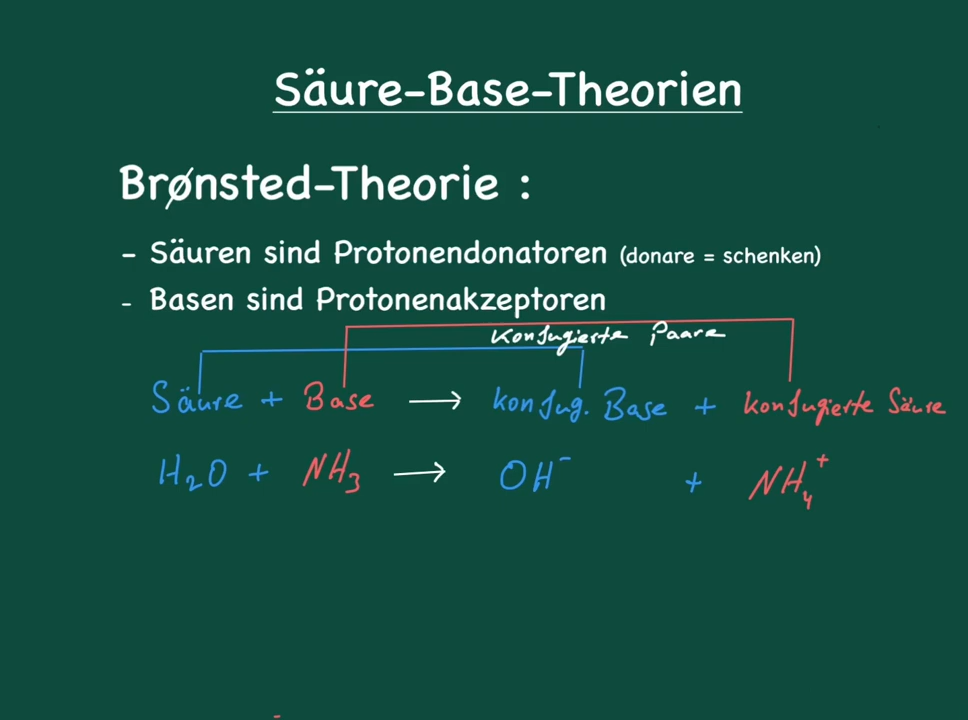 Säure-Base-Theorien
Brønsted-Theorie :
- Säuren sind Protonendonatoren (donare = schenken)
- Basen sind Protonenakzeptoren
Konjugierte Paare
Säure + Base → konjug. Base + konjugierte Säure
H₂O + NH₃ → OH⁻ + NH₄⁺